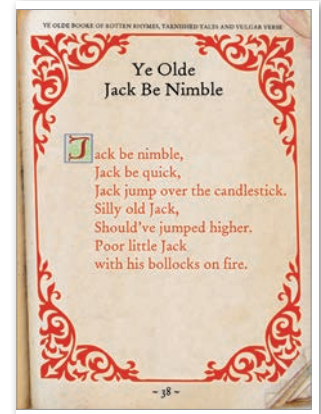 YE OLDE BOOKE OF ROTTEN RHYMES, TARNISHED TALES AND VULGAR VERSE
Ye Olde
Jack Be Nimble
Jack be nimble,
Jack be quick,
Jack jump over the candlestick.
Silly old Jack,
Should've jumped higher.
Poor little Jack
with his bollocks on fire.
~ 38 ~